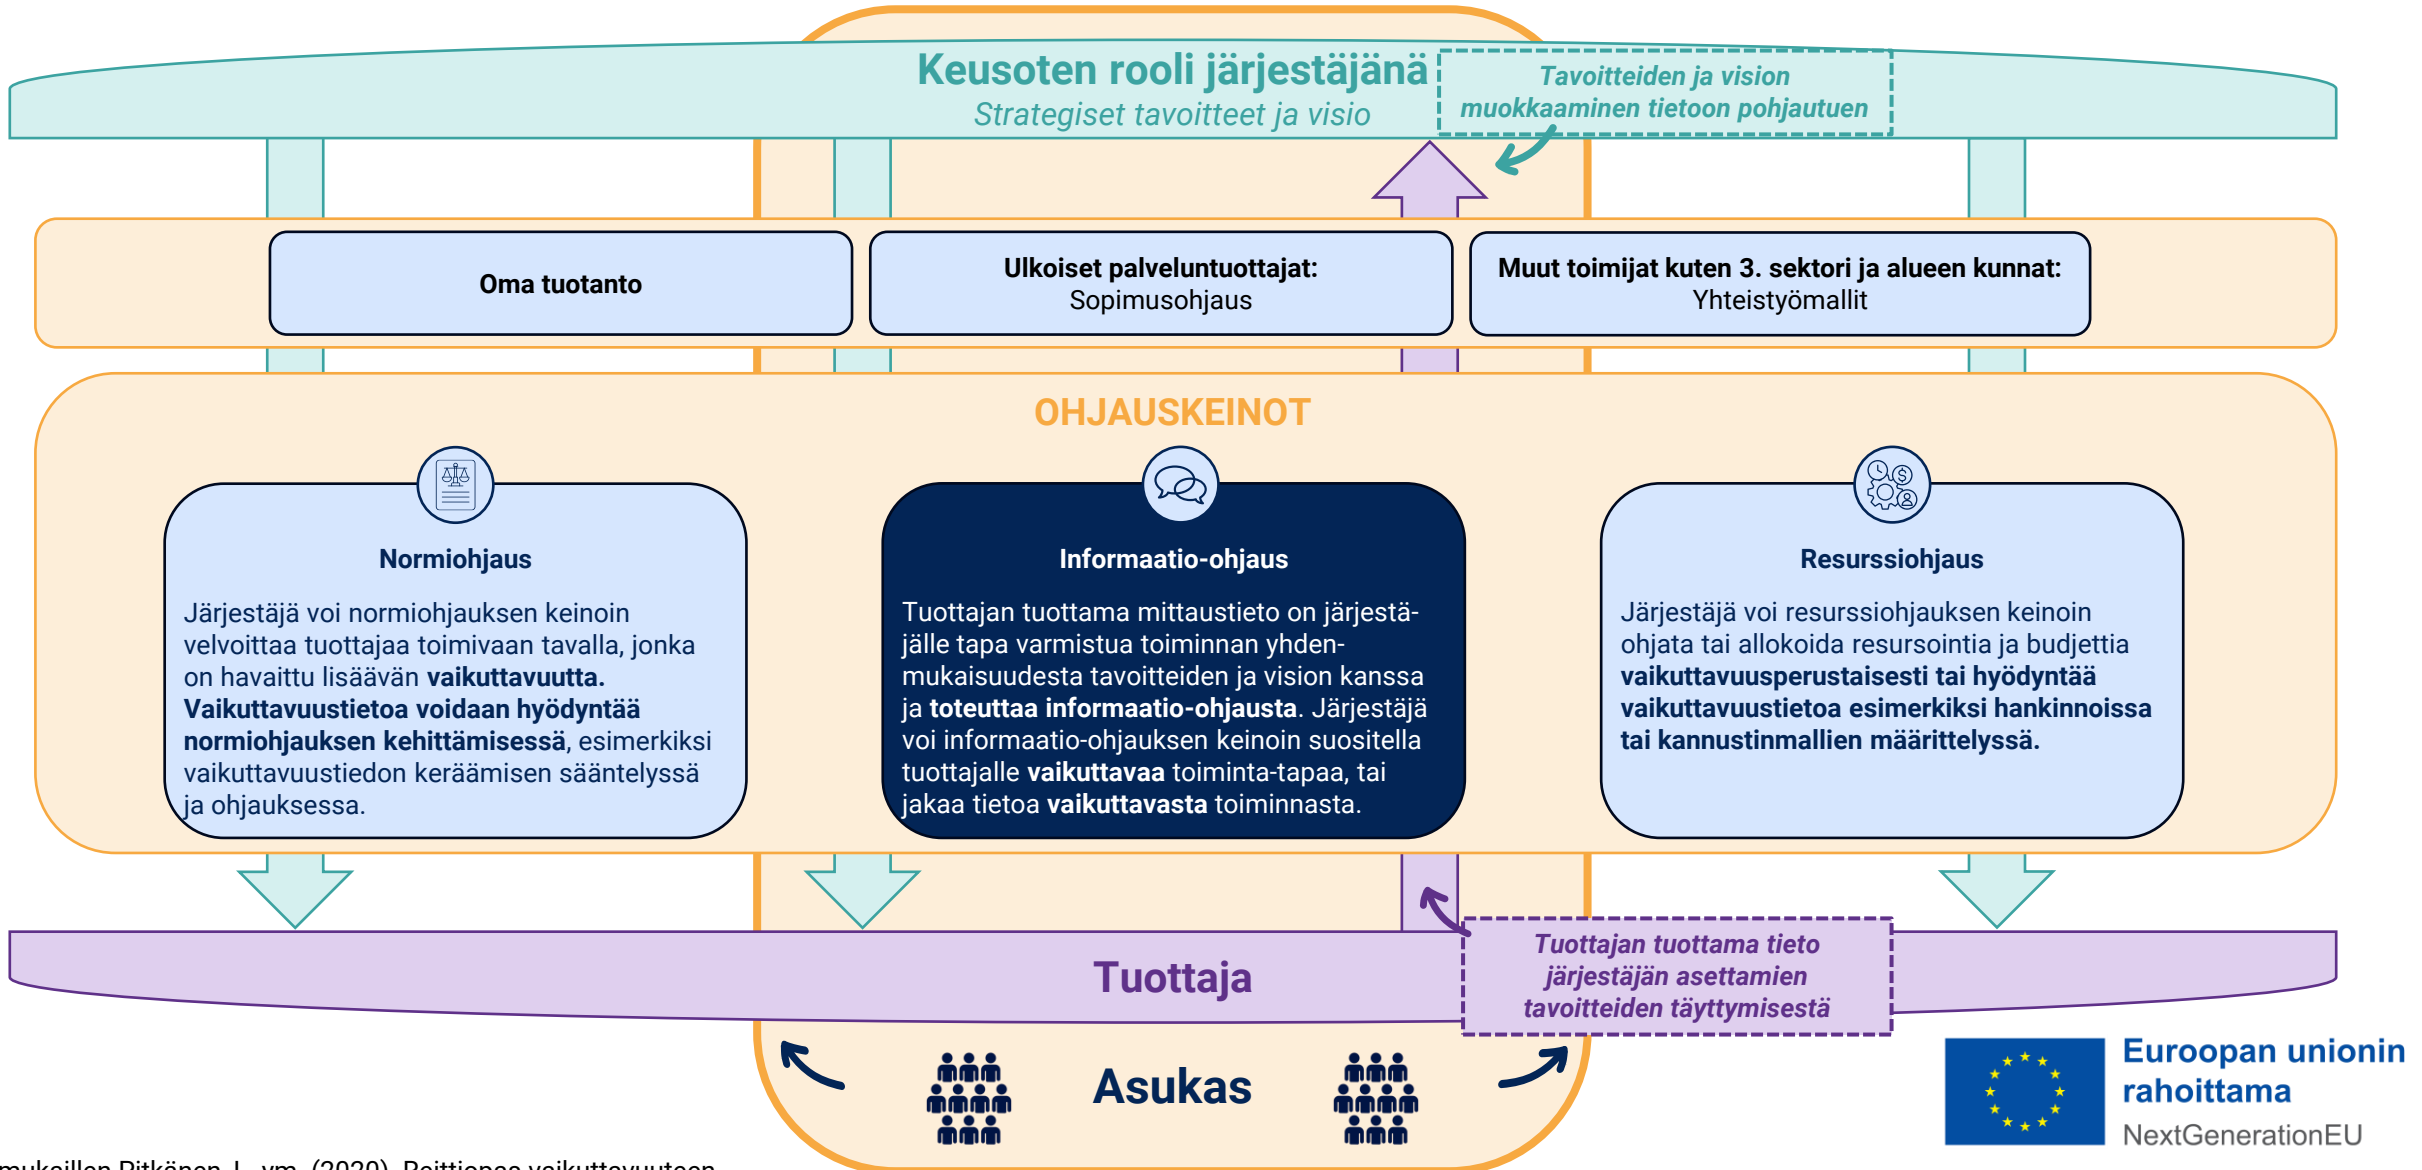 Keusoten rooli järjestäjänä
Strategiset tavoitteet ja visio
Tavoitteiden ja vision
muokkaaminen tietoon pohjautuen
Oma tuotanto
Ulkoiset palveluntuottajat:
Sopimusohjaus
Muut toimijat kuten 3. sektori ja alueen kunnat:
Yhteistyömallit
OHJAUSKEINOT
Normiohjaus
Järjestäjä voi normiohjauksen keinoin
velvoittaa tuottajaa toimivaan tavalla, jonka
on havaittu lisäävän vaikuttavuutta.
Vaikuttavuustietoa voidaan hyödyntää
normiohjauksen kehittämisessä, esimerkiksi
vaikuttavuustiedon keräämisen sääntelyssä
ja ohjauksessa.
Informaatio-ohjaus
Tuottajan tuottama mittaustieto on järjestä-
jälle tapa varmistua toiminnan yhden-
mukaisuudesta tavoitteiden ja vision kanssa
ja toteuttaa informaatio-ohjausta. Järjestäjä
voi informaatio-ohjauksen keinoin suositella
tuottajalle vaikuttavaa toiminta-tapaa, tai
jakaa tietoa vaikuttavasta toiminnasta.
Resurssiohjaus
Järjestäjä voi resurssiohjauksen keinoin
ohjata tai allokoida resursointia ja budjettia
vaikuttavuusperustaisesti tai hyödyntää
vaikuttavuustietoa esimerkiksi hankinnoissa
tai kannustinmallien määrittelyssä.
Tuottaja
Tuottajan tuottama tieto
järjestäjän asettamien
tavoitteiden täyttymisestä
Asukas
Euroopan unionin
rahoittama
NextGenerationEU
mukaillen Pitkänen, L. ym. (2020). Reittiopas vaikuttavuuteen